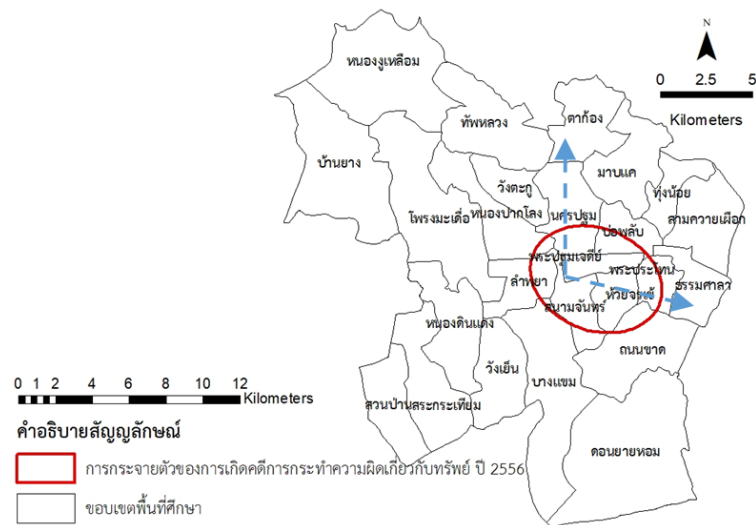 N
0 2.5 5
Kilometers
หนองงูเหลือม
ตาก้อง
ทัพหลวง
บ้านยาง
มาบแค
วังตะกู
ทุ่งน้อย
โพรงมะเดื่อ
หนองปากโลง
นครปฐม
สามควายเผือก
บ่อพลับ
พระปฐมเจดีย์
พระประโทน
ลำพยา
ธรรมศาลา
ห้วยจรเข้
สนามจันทร์
หนองดินแดง
ถนนขาด
วังเย็น
บางแขม
สวนป่าน
สระกระเทียม
ดอนยายหอม
0 1 2 4 6 8 10 12
Kilometers
คำอธิบายสัญญลักษณ์
การกระจายตัวของการเกิดคดีการกระทำความผิดเกี่ยวกับทรัพย์ ปี 2556
ขอบเขตพื้นที่ศึกษา